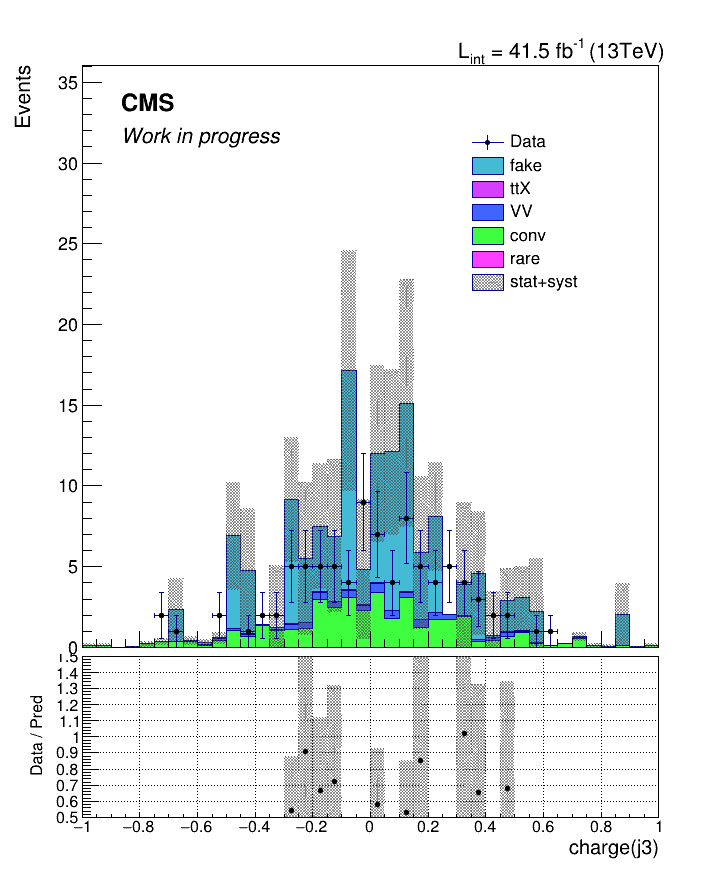 L_int = 41.5 fb^-1 (13TeV)
Events
CMS
Work in progress
Data
fake
ttX
VV
conv
rare
stat+syst
35
30
25
20
15
10
5
0
Data / Pred
1.5
1.4
1.3
1.2
1.1
1
0.9
0.8
0.7
0.6
0.5
−1 −0.8 −0.6 −0.4 −0.2 0 0.2 0.4 0.6 0.8 1
charge(j3)